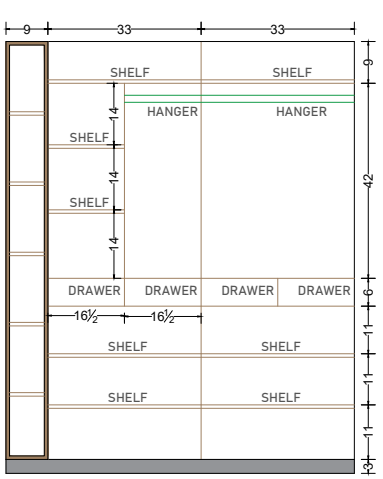 9 33 33
SHELF SHELF 9
HANGER HANGER
14
SHELF
14 42
SHELF
14
DRAWER DRAWER DRAWER DRAWER 6
16½ 16½
11
SHELF SHELF
11
SHELF SHELF
11
3